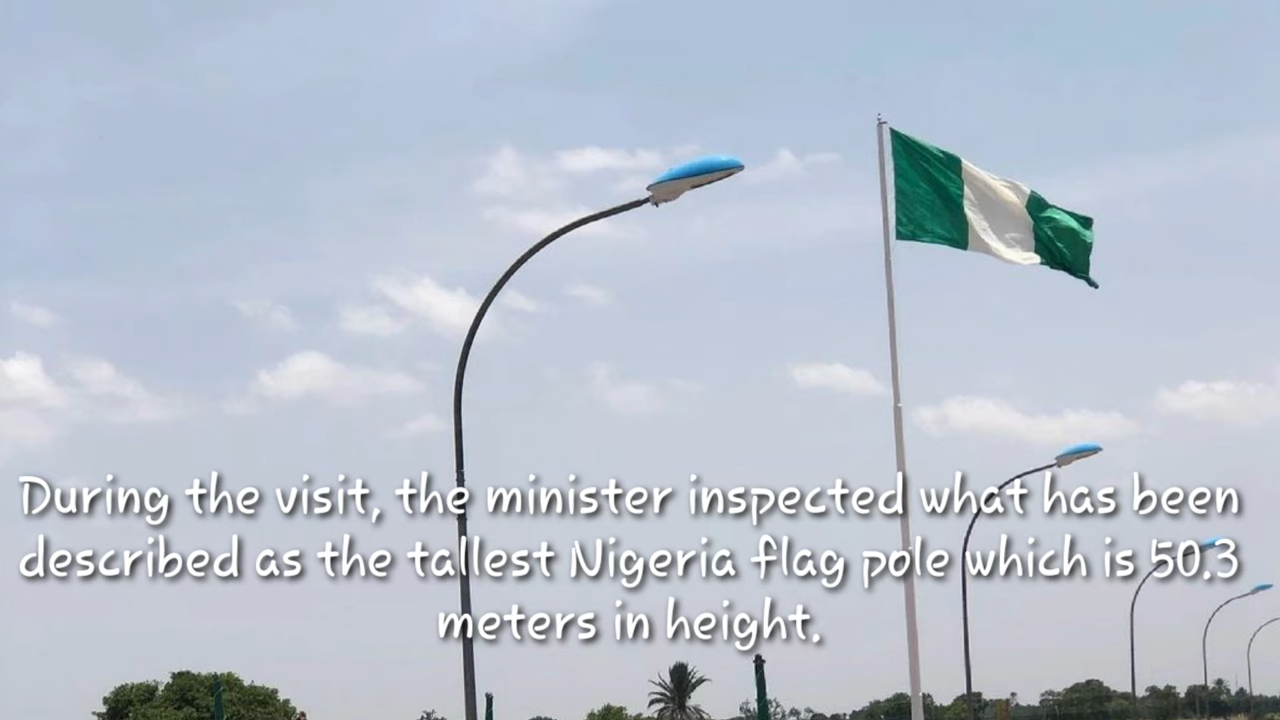 During the visit, the minister inspected what has been
described as the tallest Nigeria flag pole which is 50.3
meters in height.